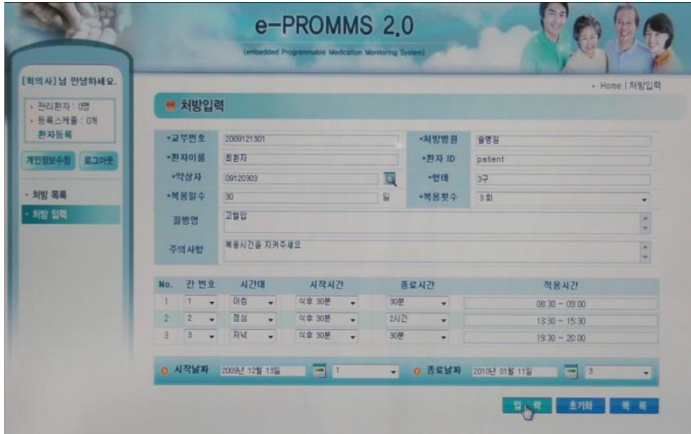 e-PROMMS 2.0
(embedded Programmable Medication Monitoring System)
[최의사]님 안녕하세요.
관리환자 : 0명
등록스케쥴 : 0개
환자등록
개인정보수정 로그아웃
처방 목록
처방 입력
Home | 처방입력
처방입력
*교부번호 2009121301 *처방병원 을병원
*환자이름 최환자 *환자 ID patient
*약상자 09120303 *형태 3구
*복용일수 30 일 *복용횟수 3 회
질병명 고혈압
주의사항 복용시간을 지켜주세요
No. 칸 번호 시간대 시작시간 종료시간 적용시간
1 1 아침 식후 30분 30분 08:30 ~ 09:00
2 2 점심 식후 30분 2시간 13:30 ~ 15:30
3 3 저녁 식후 30분 30분 19:30 ~ 20:00
시작날짜 2009년 12월 13일 1 종료날짜 2010년 01월 11일 3
입 력 초기화 목 록